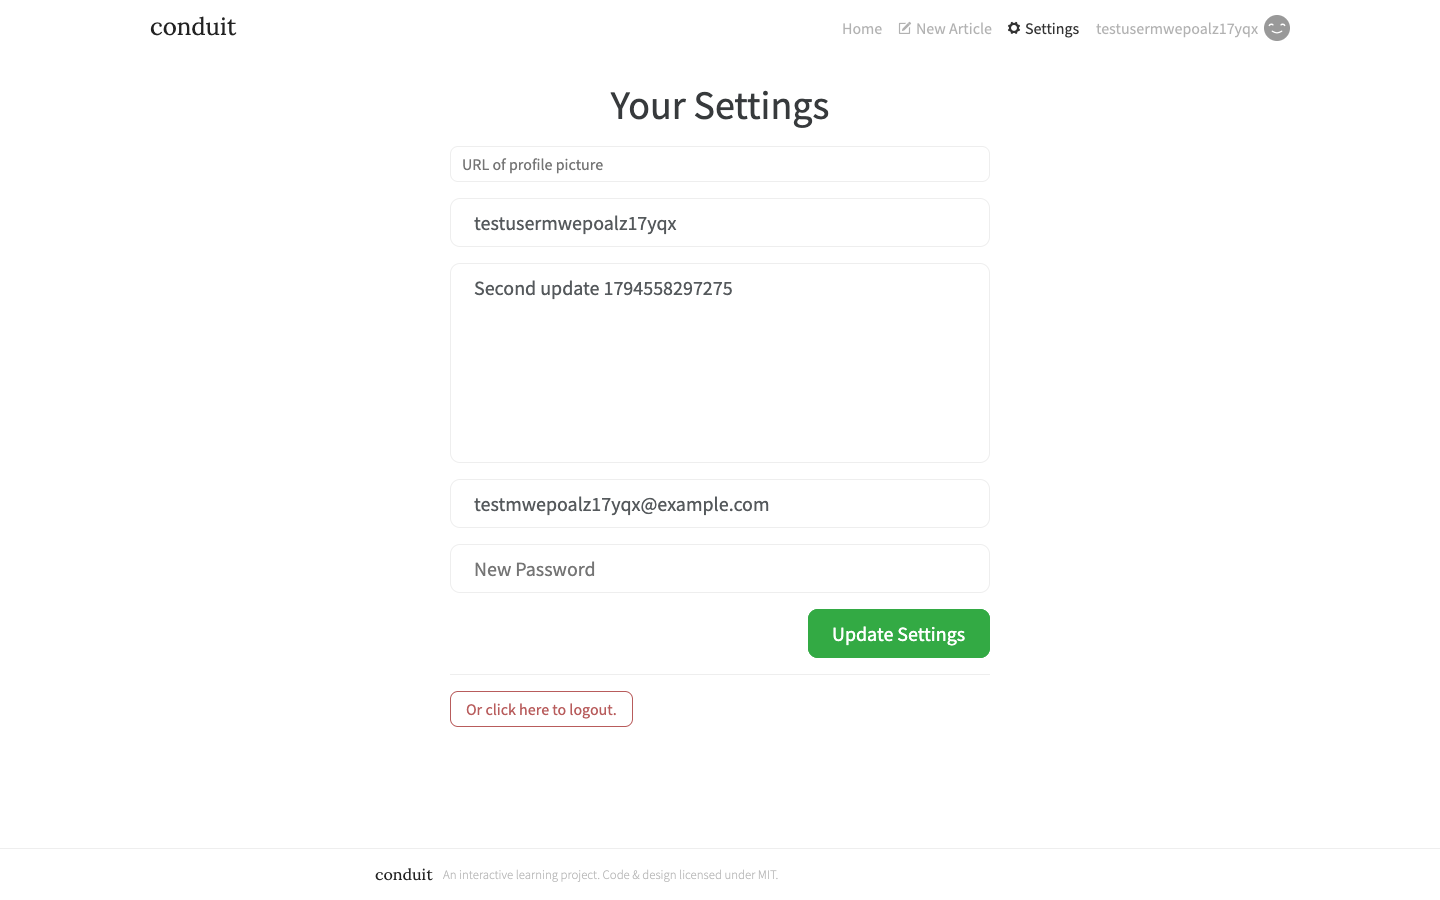 conduit
Home New Article Settings testusermwepoalz17yqx
Your Settings
URL of profile picture
testusermwepoalz17yqx
Second update 1794558297275
testmwepoalz17yqx@example.com
New Password
Update Settings
Or click here to logout.
conduit An interactive learning project. Code & design licensed under MIT.